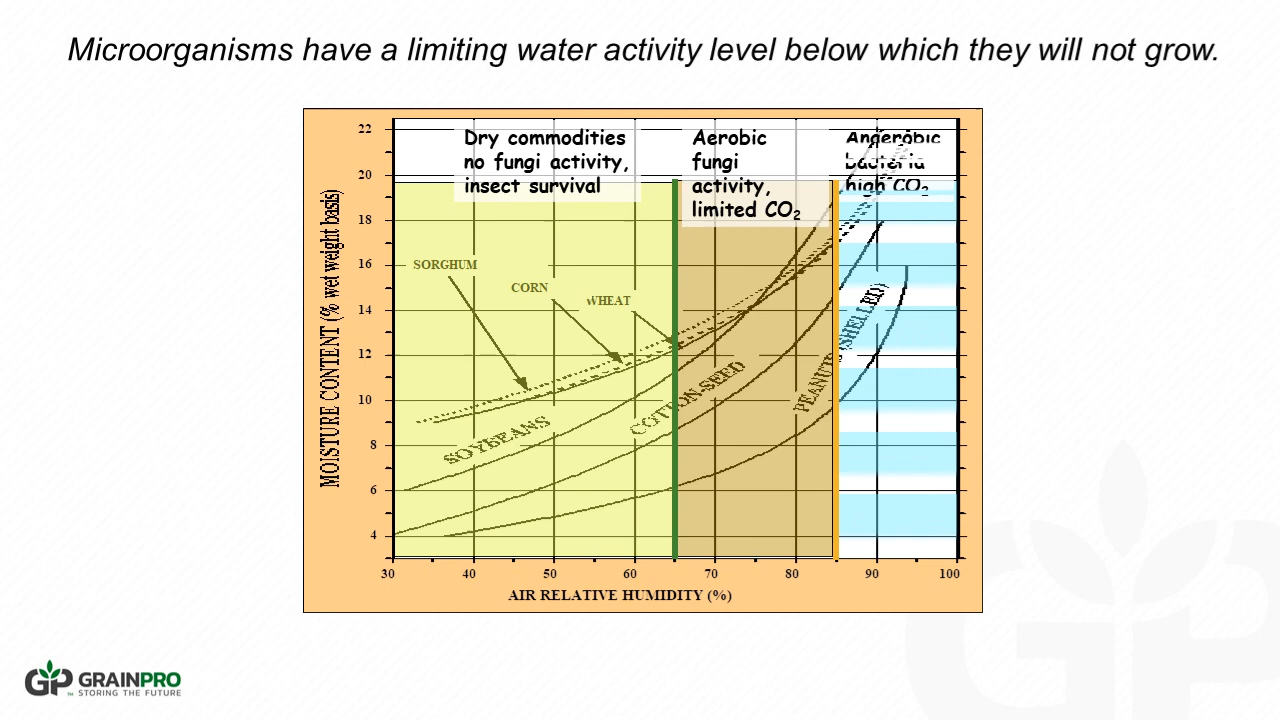 Microorganisms have a limiting water activity level below which they will not grow.
22
20
18
16
14
12
10
8
6
4
MOISTURE CONTENT (% wet weight basis)
Dry commodities
no fungi activity,
insect survival
Aerobic
fungi
activity,
limited CO₂
Anaerobic
bacteria
high CO₂
SORGHUM
CORN
WHEAT
SOYBEANS
COTTON-SEED
PEANUTS (SHELLED)
30 40 50 60 70 80 90 100
AIR RELATIVE HUMIDITY (%)
GP GRAINPRO
™ STORING THE FUTURE
GP